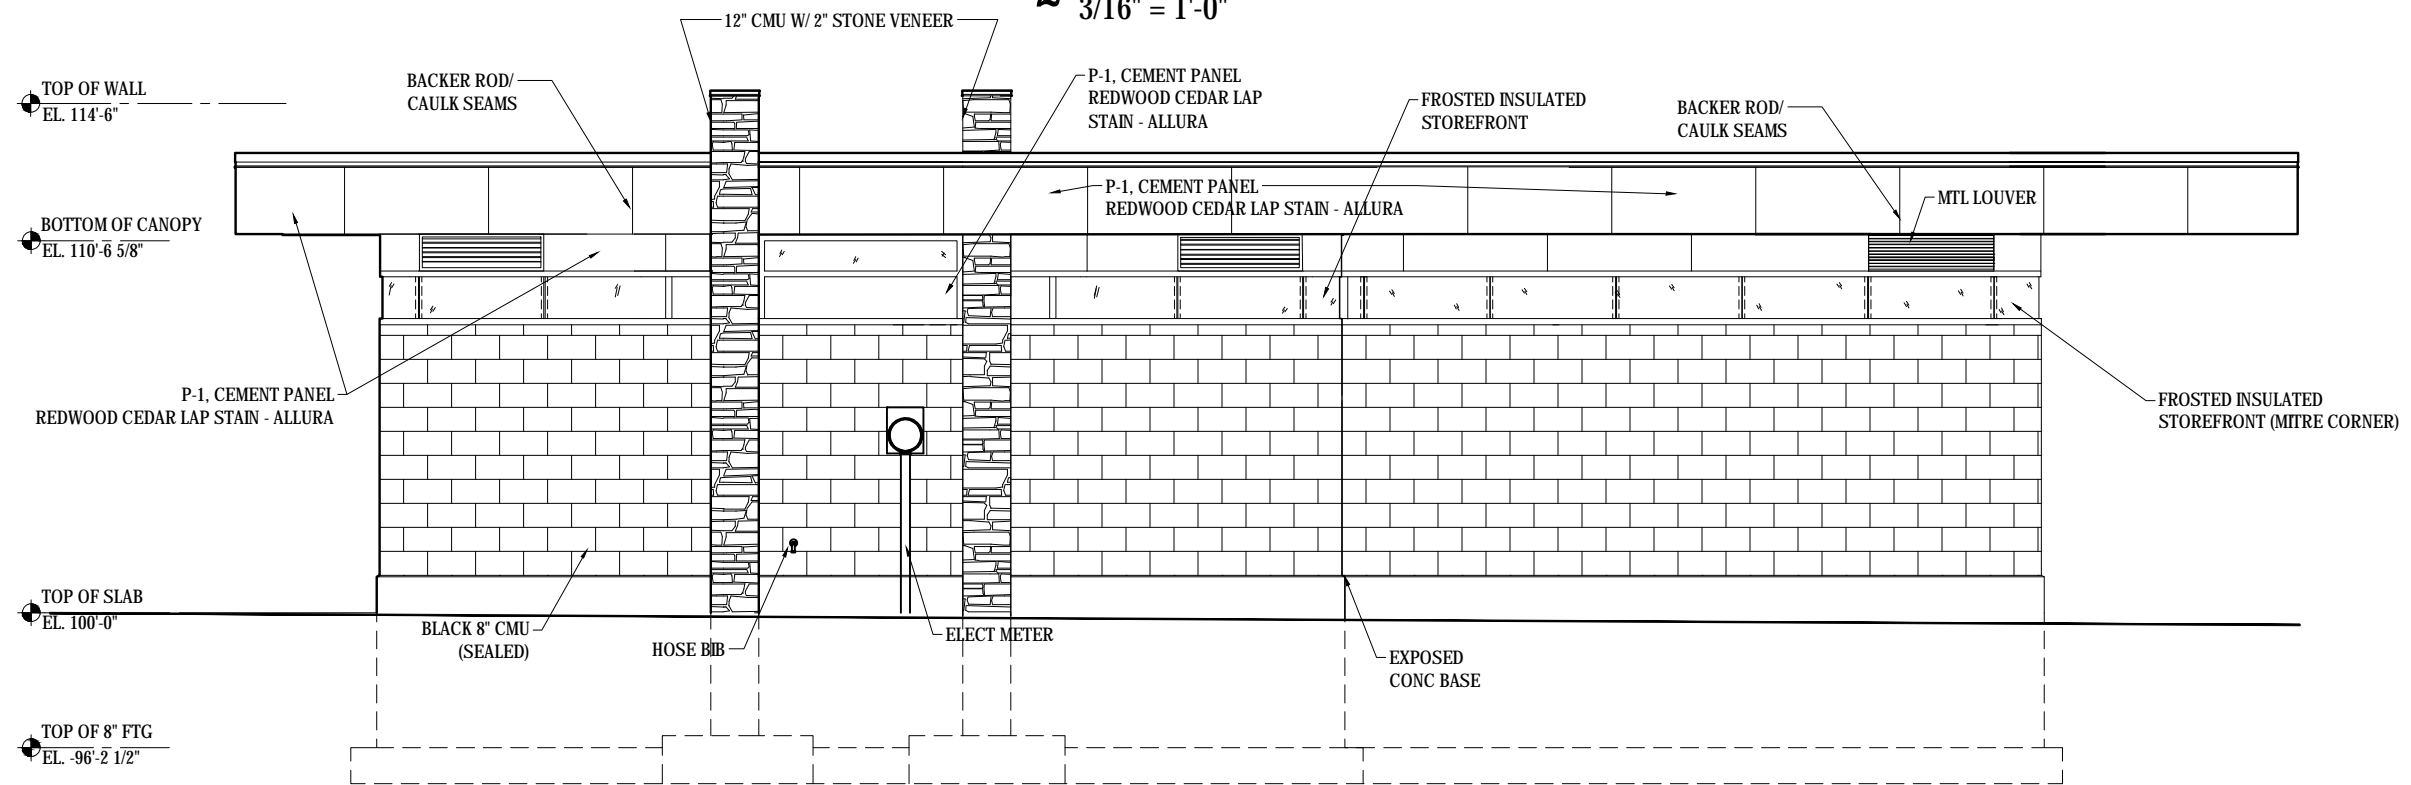 3/16" = 1'-0"
12" CMU W/ 2" STONE VENEER
TOP OF WALL
EL. 114'-6"
BACKER ROD/
CAULK SEAMS
P-1, CEMENT PANEL
REDWOOD CEDAR LAP
STAIN - ALLURA
FROSTED INSULATED
STOREFRONT
BACKER ROD/
CAULK SEAMS
P-1, CEMENT PANEL
REDWOOD CEDAR LAP STAIN - ALLURA
MTL LOUVER
BOTTOM OF CANOPY
EL. 110'-6 5/8"
P-1, CEMENT PANEL
REDWOOD CEDAR LAP STAIN - ALLURA
FROSTED INSULATED
STOREFRONT (MITRE CORNER)
TOP OF SLAB
EL. 100'-0"
BLACK 8" CMU
(SEALED)
HOSE BIB
ELECT METER
EXPOSED
CONC BASE
TOP OF 8" FTG
EL. -96'-2 1/2"